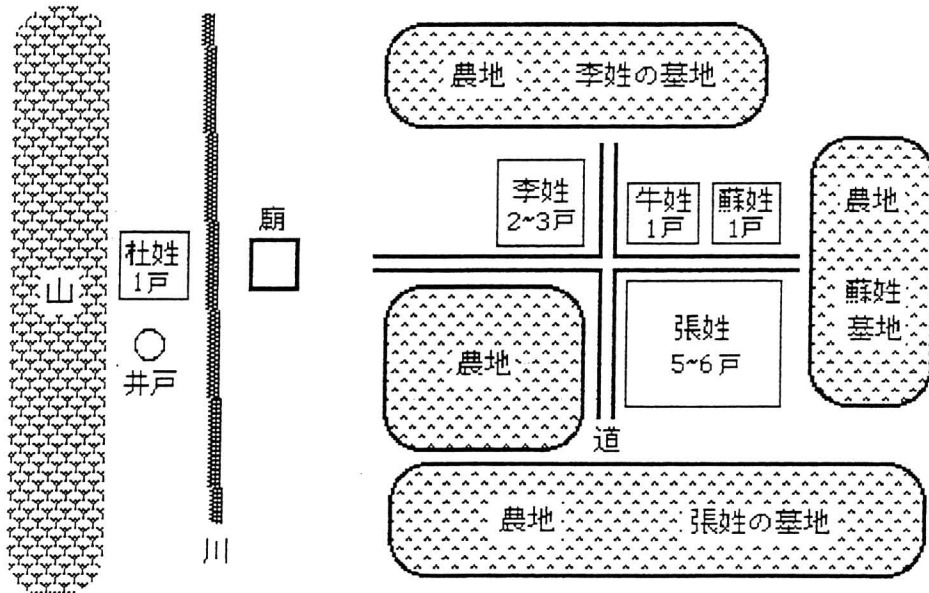 農地 李姓の墓地
李姓
2~3戸
牛姓
1戸
蘇姓
1戸
農地
蘇姓
墓地
廟
杜姓
1戸
山
井戸
農地
張姓
5~6戸
道
農地 張姓の墓地
川